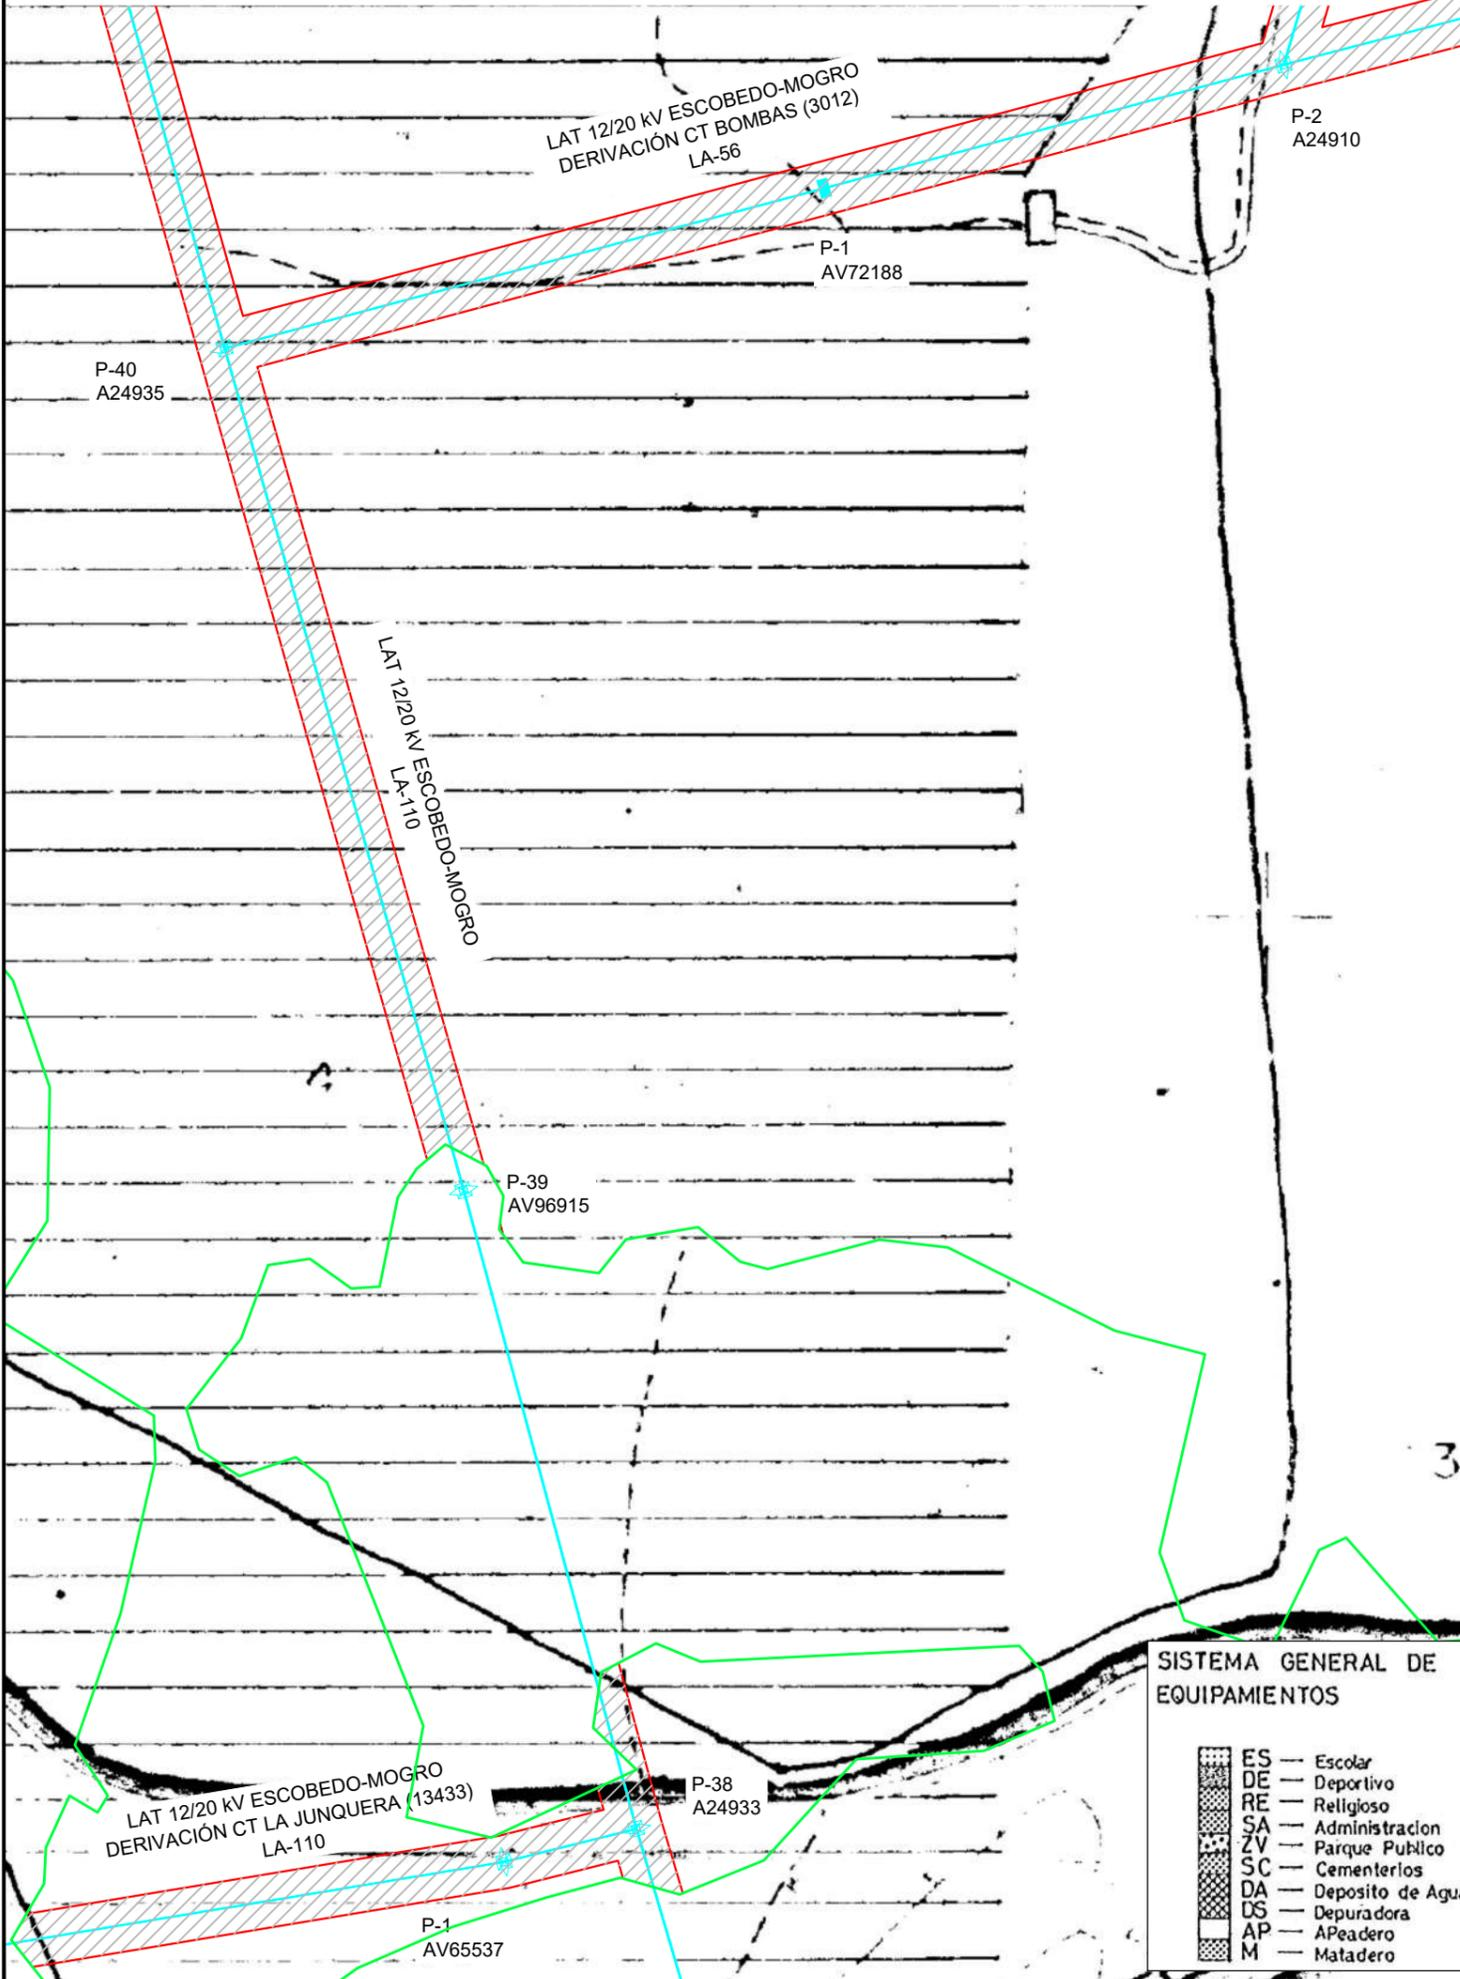 LAT 12/20 kV ESCOBEDO-MOGRO
DERIVACIÓN CT BOMBAS (3012)
LA-56
P-2
A24910
P-1
AV72188
P-40
A24935
LAT 12/20 kV ESCOBEDO-MOGRO
LA-110
P-39
AV96915
3
P-38
A24933
LAT 12/20 kV ESCOBEDO-MOGRO
DERIVACIÓN CT LA JUNQUERA (13433)
LA-110
P-1
AV65537
SISTEMA GENERAL DE
EQUIPAMIENTOS
ES — Escolar
DE — Deportivo
RE — Religioso
SA — Administracion
ZV — Parque Publico
SC — Cementerios
DA — Deposito de Agu
DS — Depuradora
AP — APeadero
M — Matadero